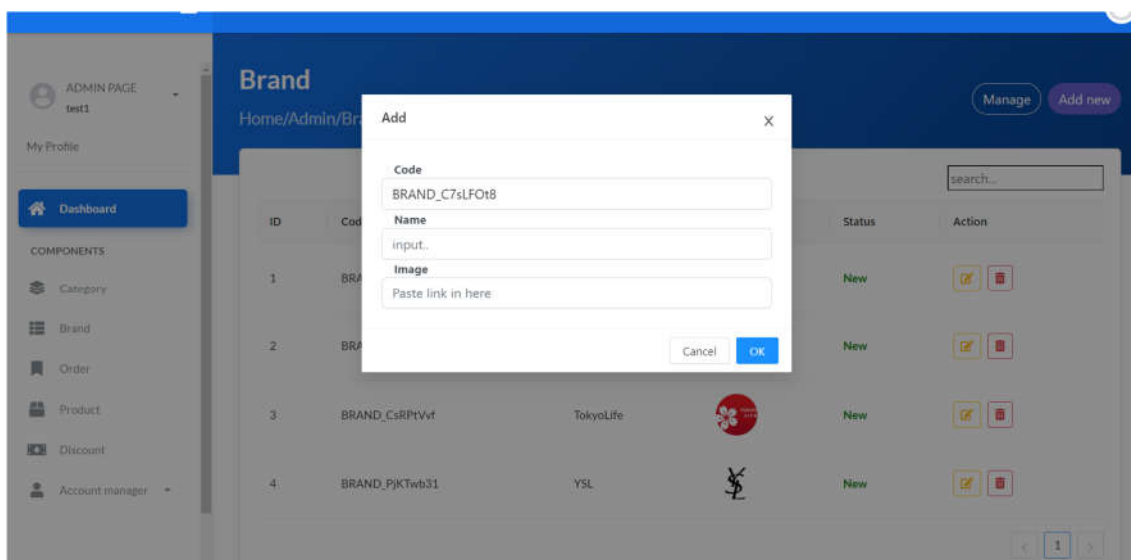 ADMIN PAGE
test1
My Profile
Dashboard
COMPONENTS
Category
Brand
Order
Product
Discount
Account manager
Brand
Home/Admin/Bra
Manage
Add new
search...
ID
Cod
Status
Action
1
BRA
New
2
BRA
New
3
BRAND_CsRPtVvf
TokyoLife
New
4
BRAND_PjKTwb31
YSL
New
1
Add
X
Code
BRAND_C7sLFOt8
Name
input..
Image
Paste link in here
Cancel
OK